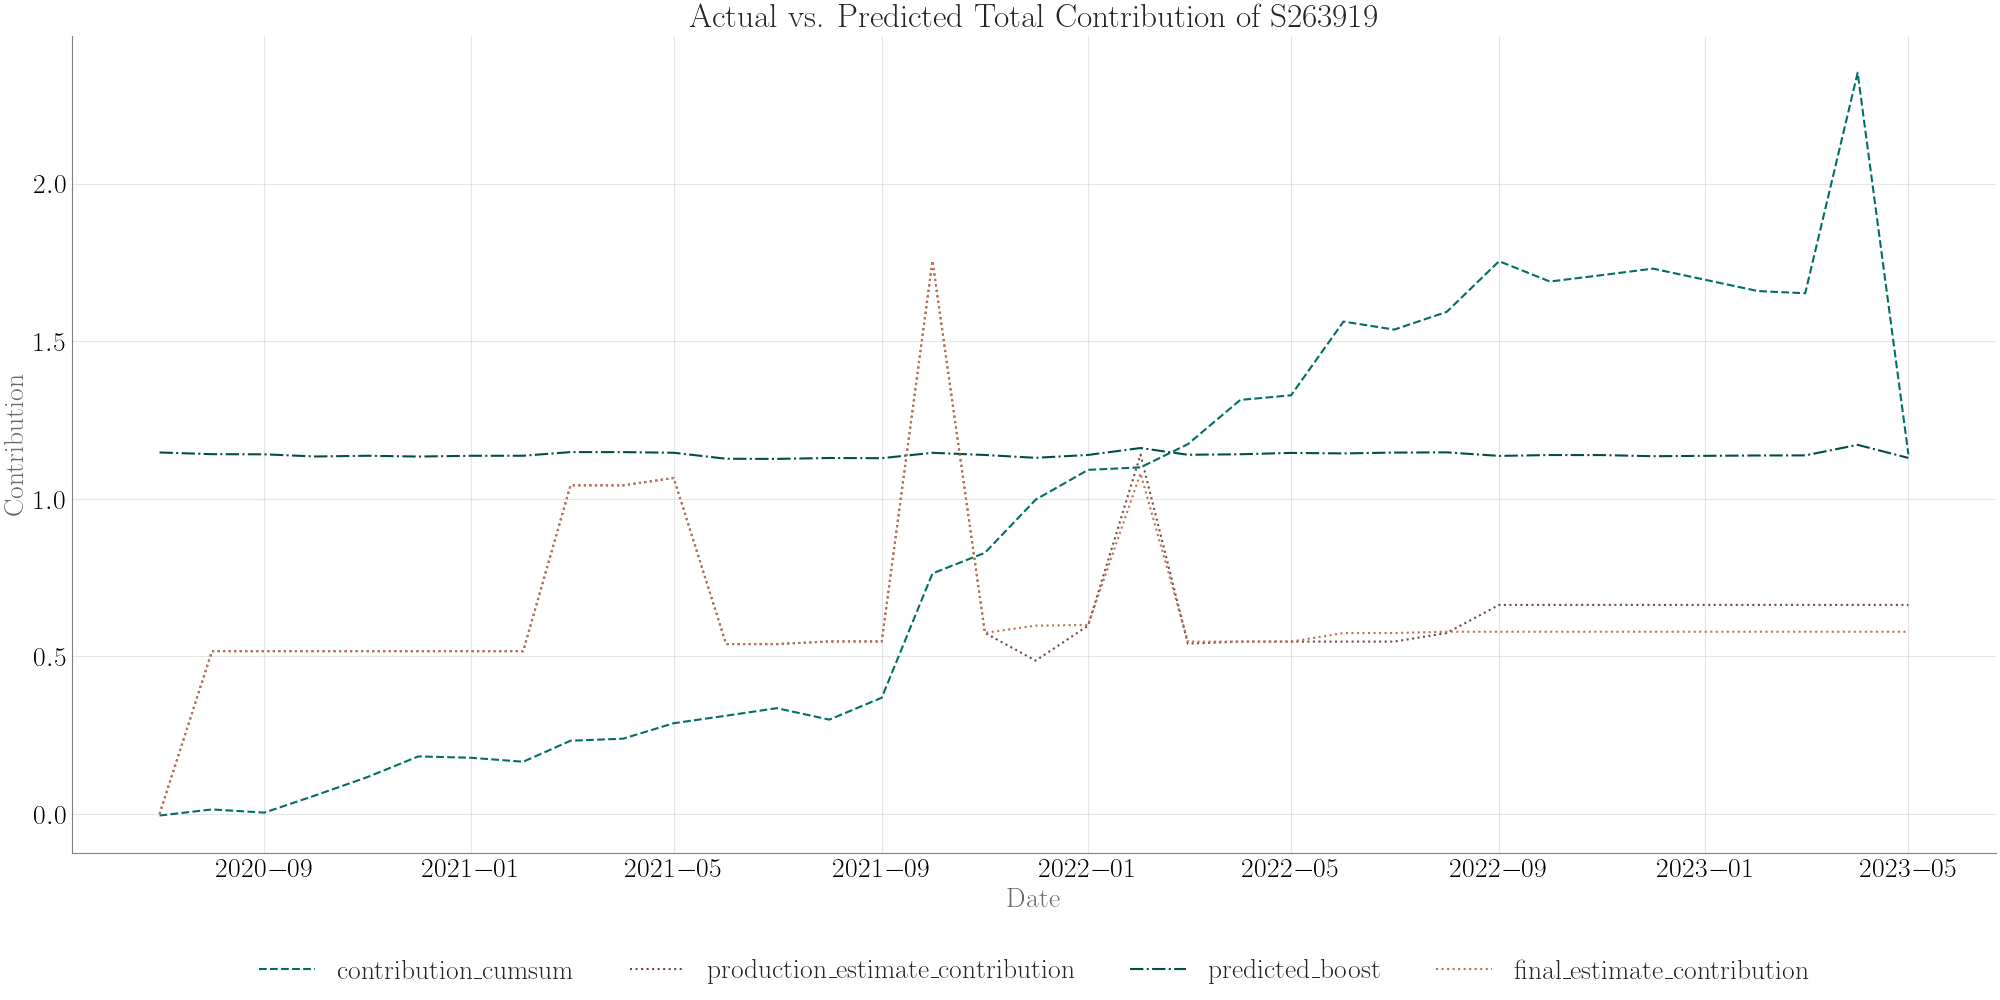 Actual vs. Predicted Total Contribution of S263919
Contribution
2.0
1.5
1.0
0.5
0.0
2020−09 2021−01 2021−05 2021−09 2022−01 2022−05 2022−09 2023−01 2023−05
Date
contribution_cumsum production_estimate_contribution predicted_boost final_estimate_contribution